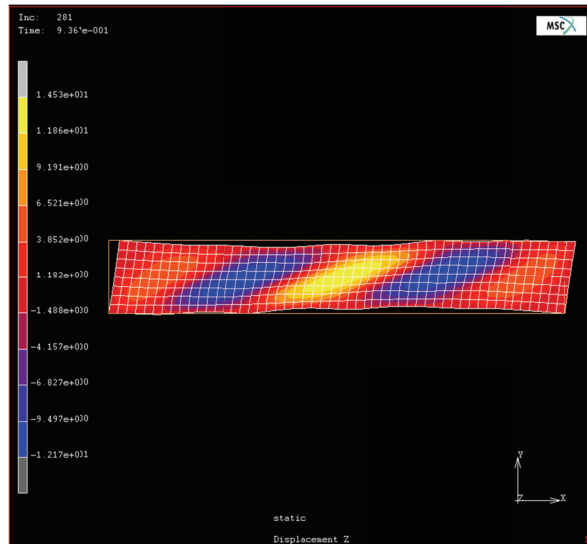 Inc: 281
Time: 9.367e-001
MSC
1.453e+001
1.186e+001
9.191e+000
6.521e+000
3.852e+000
1.182e+000
-1.488e+000
-4.157e+000
-6.827e+000
-9.497e+000
-1.217e+001
Y
Z X
static
Displacement Z